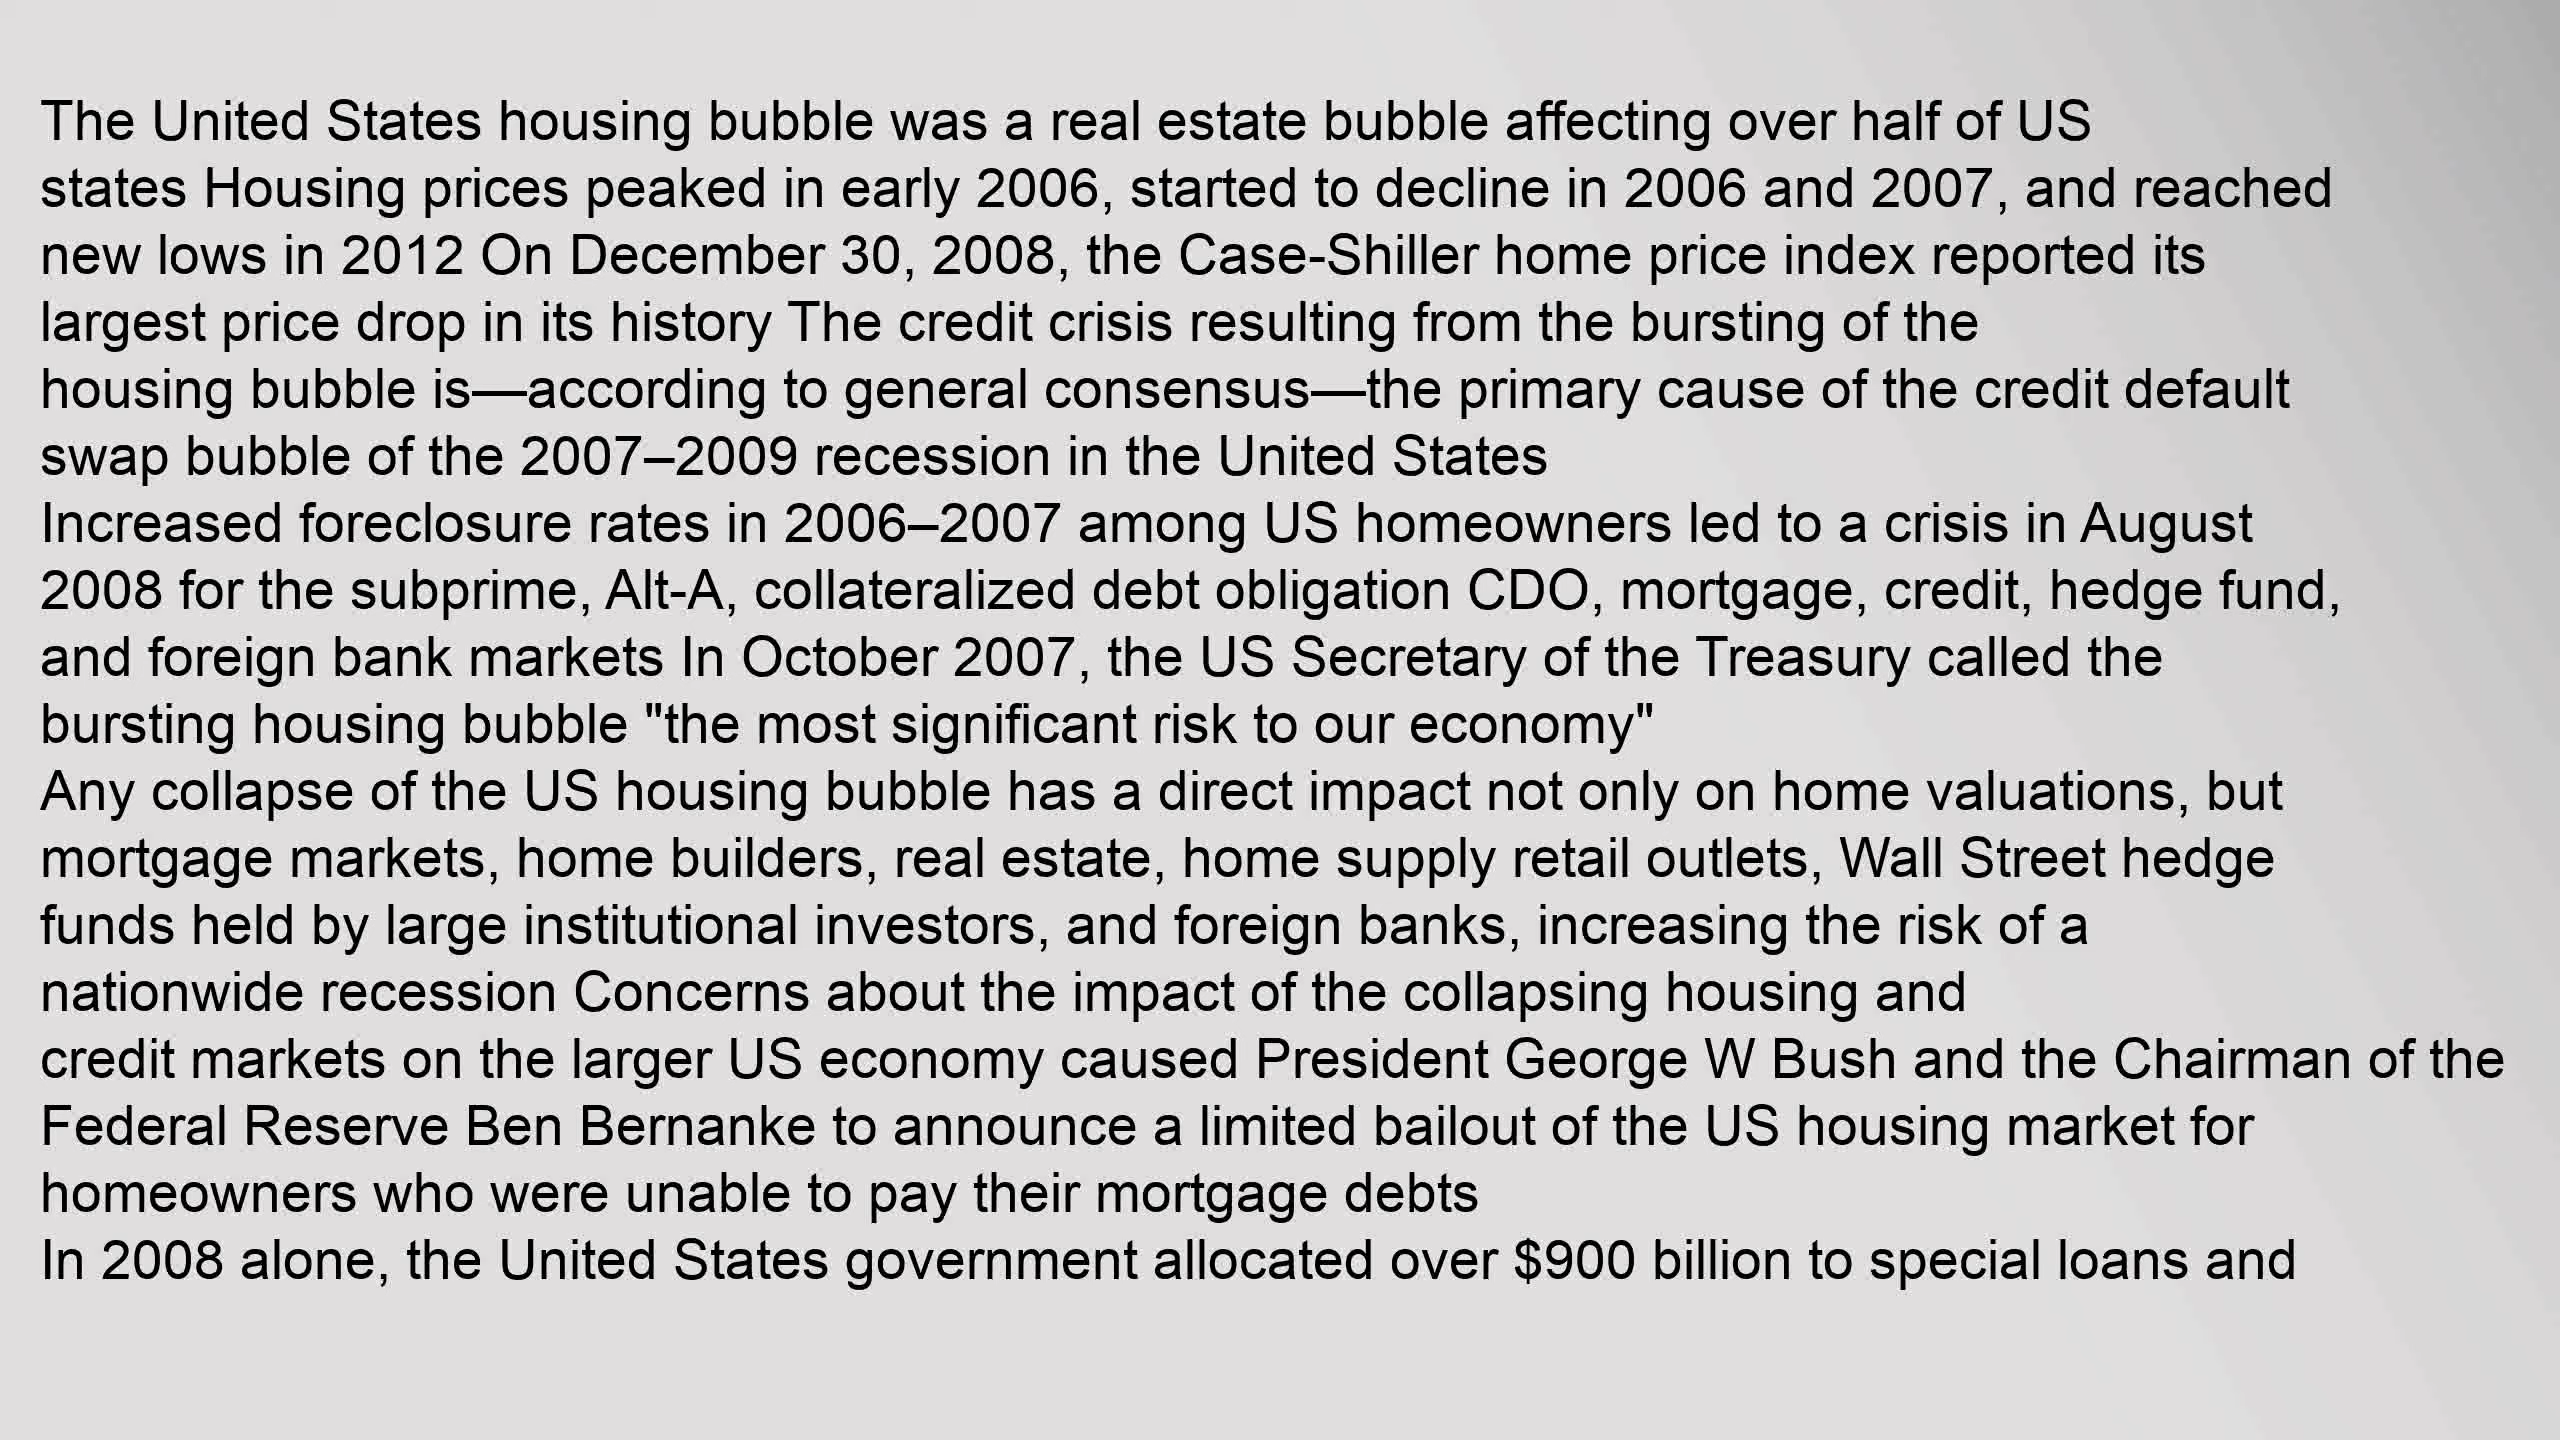 The United States housing bubble was a real estate bubble affecting over half of US
states Housing prices peaked in early 2006, started to decline in 2006 and 2007, and reached
new lows in 2012 On December 30, 2008, the Case-Shiller home price index reported its
largest price drop in its history The credit crisis resulting from the bursting of the
housing bubble is—according to general consensus—the primary cause of the credit default
swap bubble of the 2007–2009 recession in the United States
Increased foreclosure rates in 2006–2007 among US homeowners led to a crisis in August
2008 for the subprime, Alt-A, collateralized debt obligation CDO, mortgage, credit, hedge fund,
and foreign bank markets In October 2007, the US Secretary of the Treasury called the
bursting housing bubble "the most significant risk to our economy"
Any collapse of the US housing bubble has a direct impact not only on home valuations, but
mortgage markets, home builders, real estate, home supply retail outlets, Wall Street hedge
funds held by large institutional investors, and foreign banks, increasing the risk of a
nationwide recession Concerns about the impact of the collapsing housing and
credit markets on the larger US economy caused President George W Bush and the Chairman of the
Federal Reserve Ben Bernanke to announce a limited bailout of the US housing market for
homeowners who were unable to pay their mortgage debts
In 2008 alone, the United States government allocated over $900 billion to special loans and